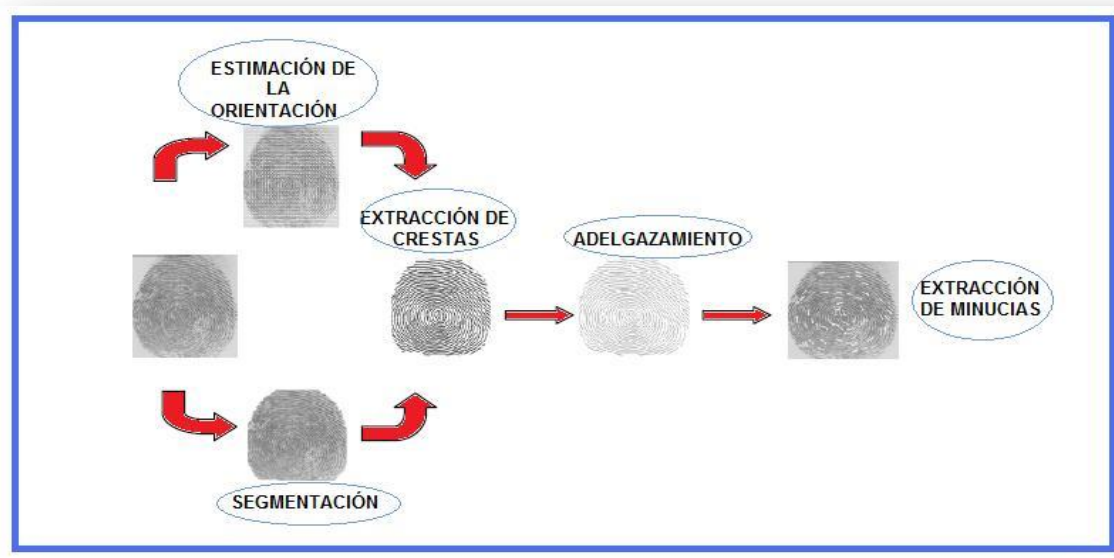 ESTIMACIÓN DE
LA
ORIENTACIÓN
EXTRACCIÓN DE
CRESTAS
ADELGAZAMIENTO
EXTRACCIÓN
DE MINUCIAS
SEGMENTACIÓN